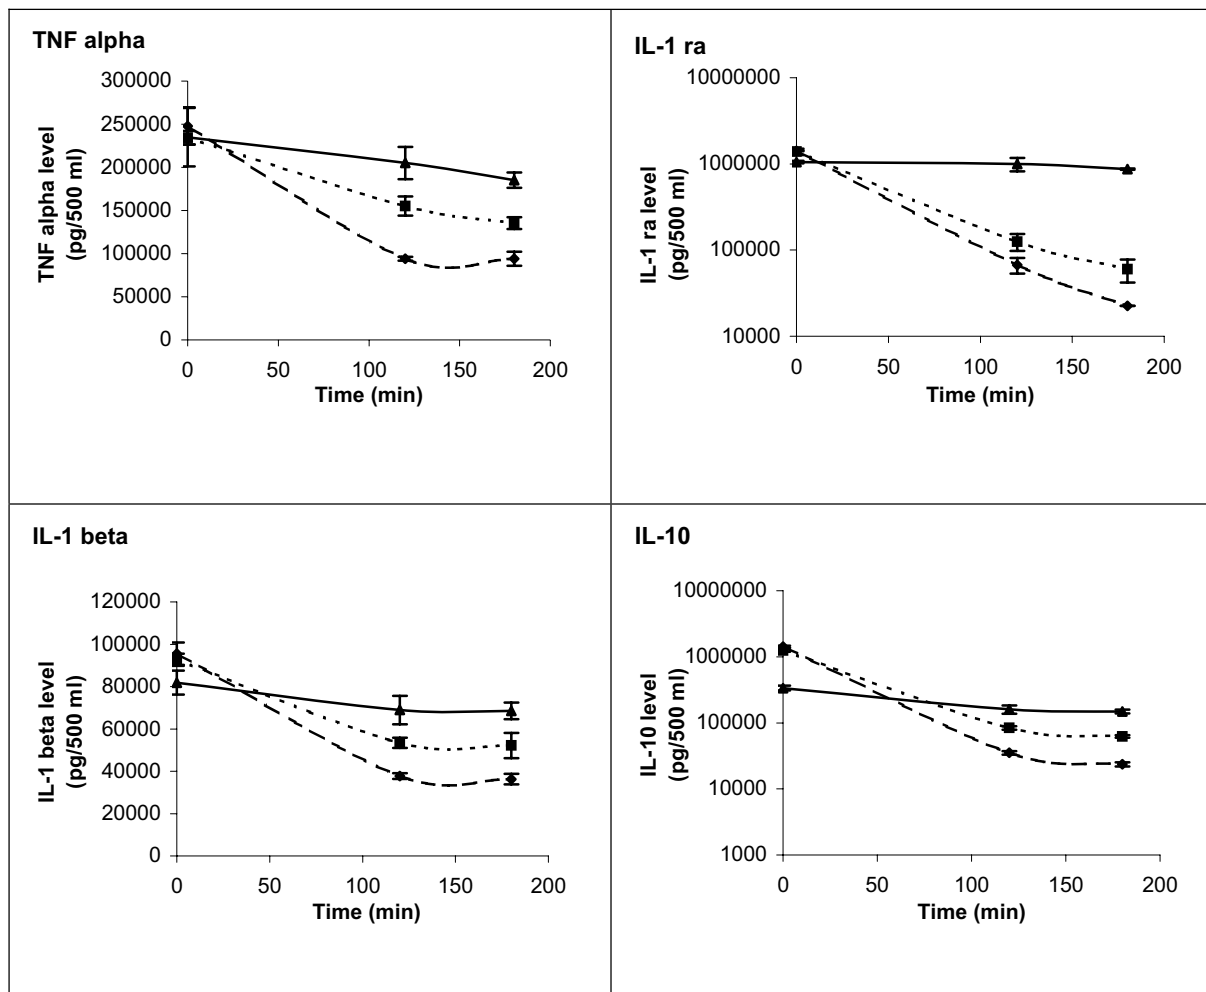 TNF alpha
300000
250000
200000
150000
100000
50000
0
TNF alpha level
(pg/500 ml)
0 50 100 150 200
Time (min)
IL-1 ra
10000000
1000000
100000
10000
IL-1 ra level
(pg/500 ml)
0 50 100 150 200
Time (min)
IL-1 beta
120000
100000
80000
60000
40000
20000
0
IL-1 beta level
(pg/500 ml)
0 50 100 150 200
Time (min)
IL-10
10000000
1000000
100000
10000
1000
IL-10 level
(pg/500 ml)
0 50 100 150 200
Time (min)